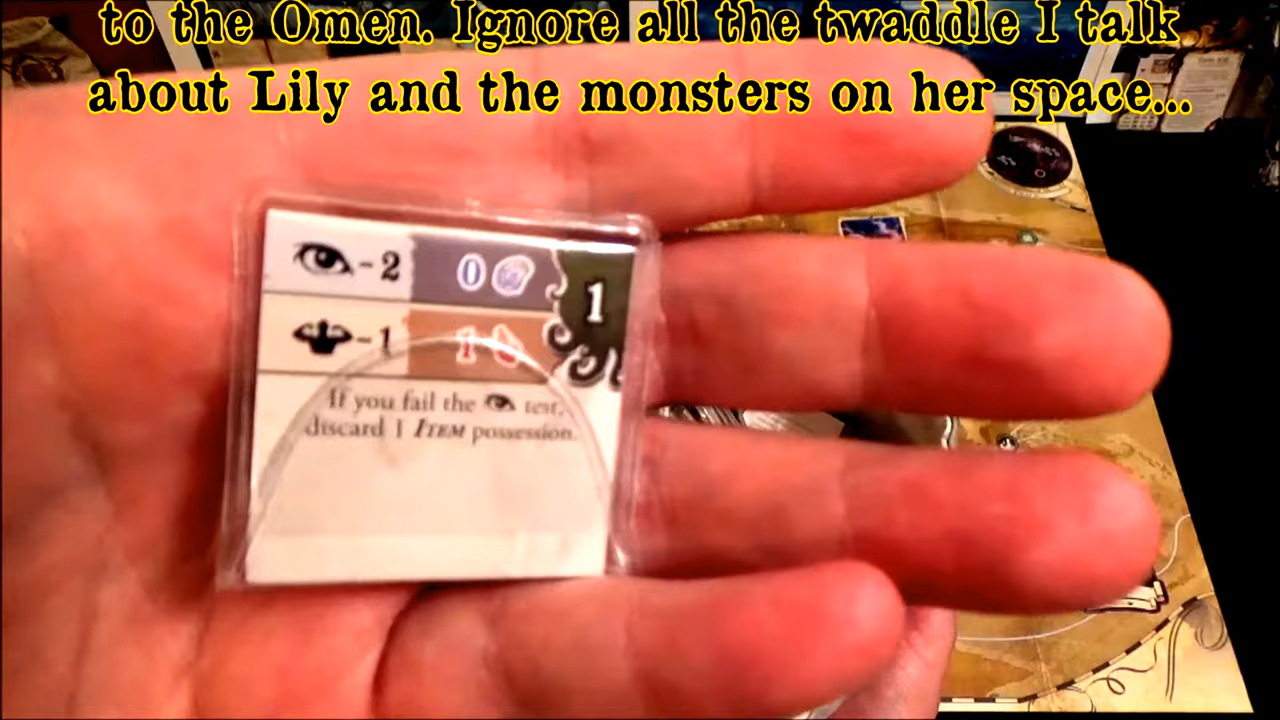 to the Omen. Ignore all the twaddle I talk
about Lily and the monsters on her space...
-2 0 1
-1 1
If you fail the test,
discard 1 ITEM possession.